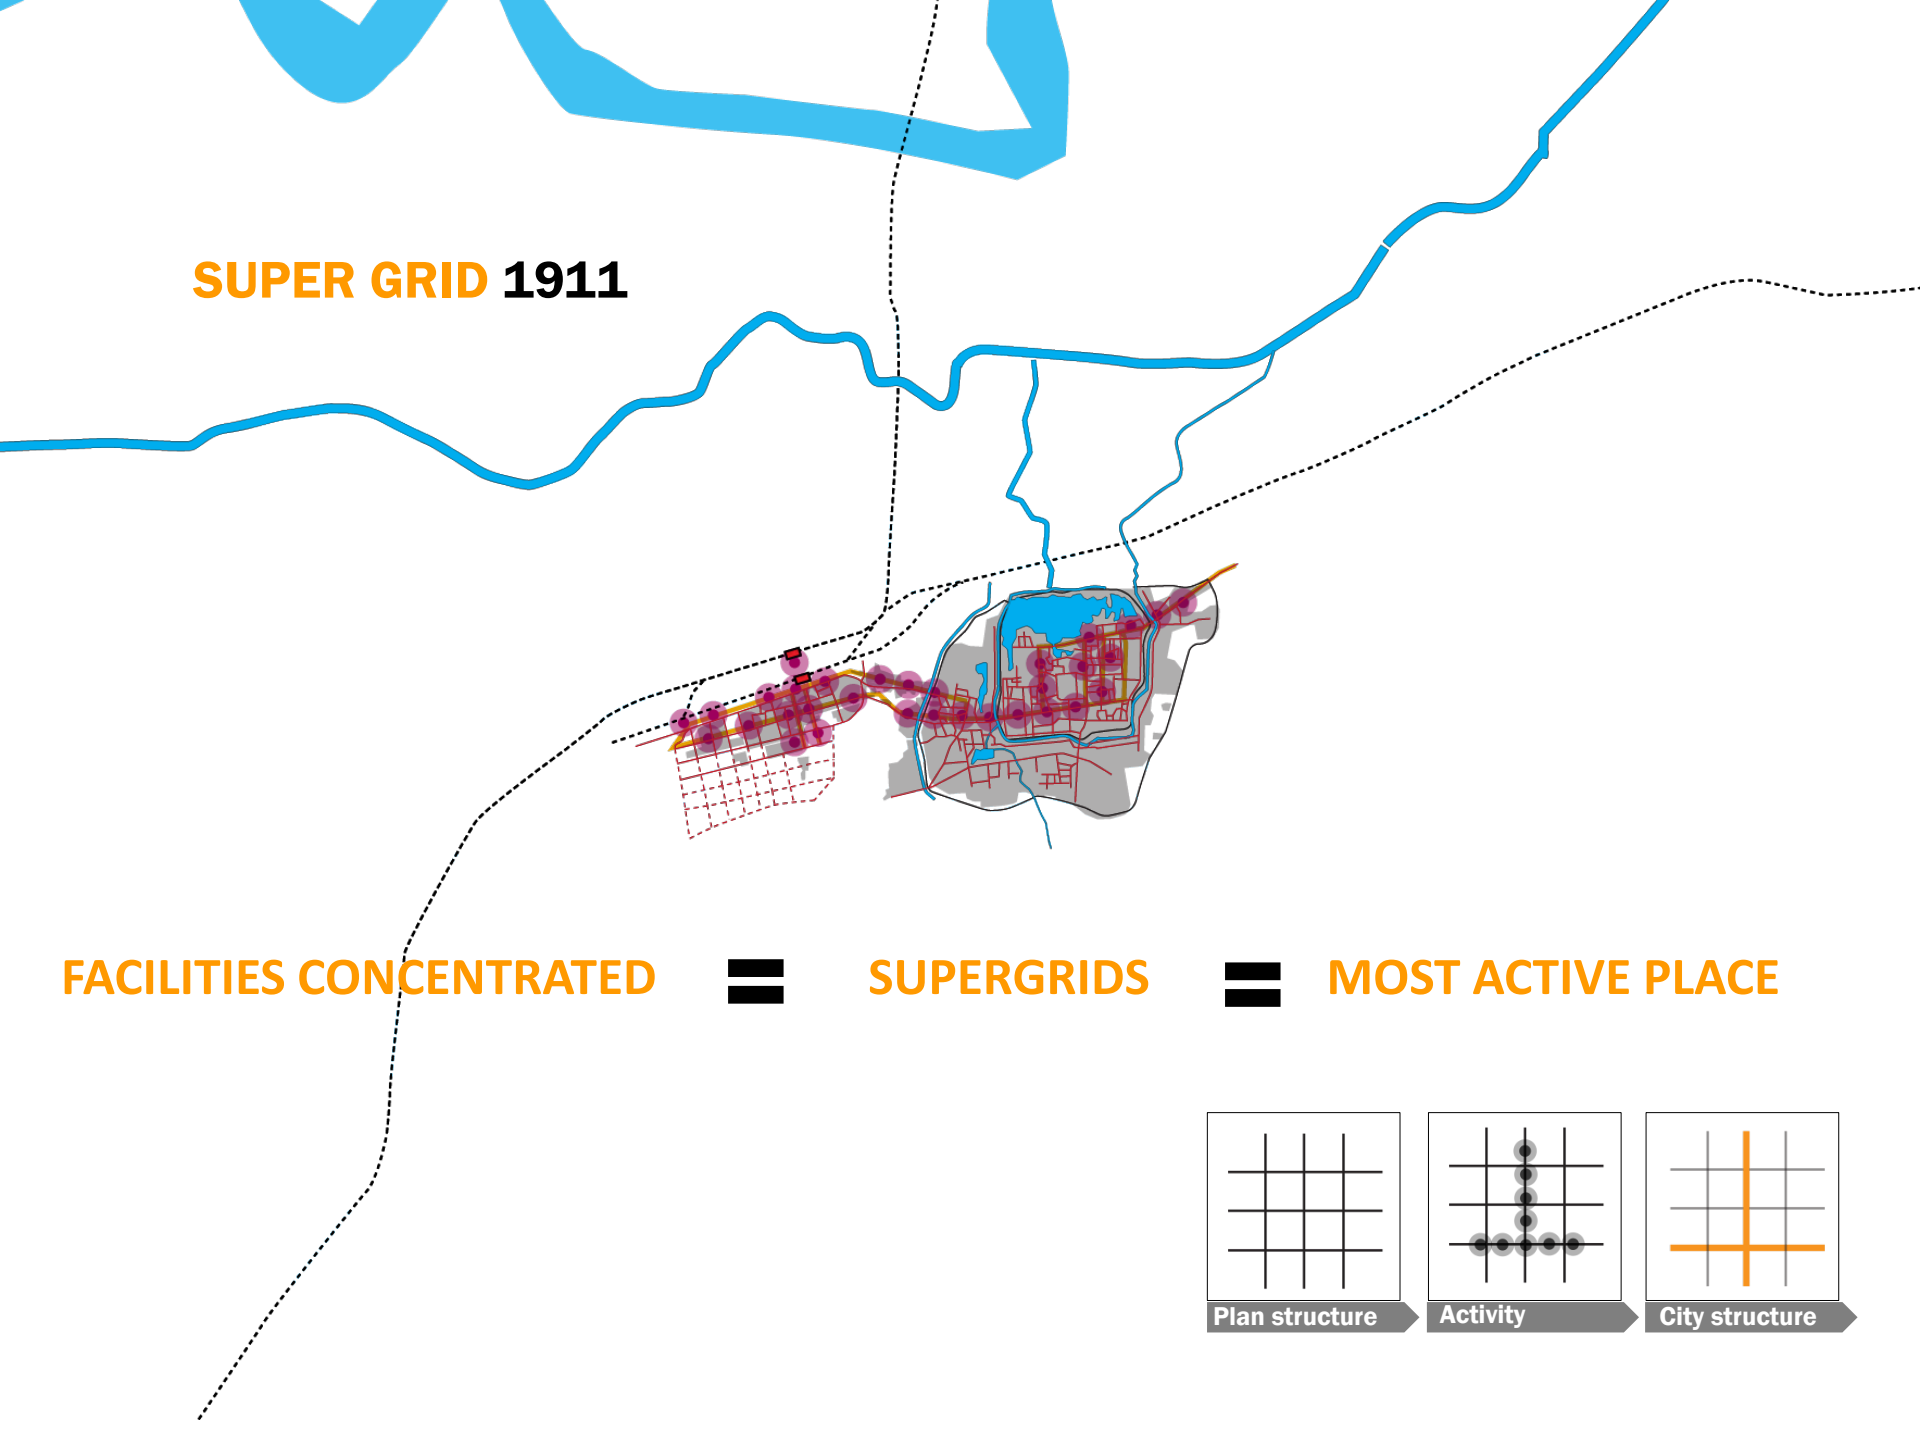 SUPER GRID 1911
FACILITIES CONCENTRATED = SUPERGRIDS = MOST ACTIVE PLACE
Plan structure Activity City structure